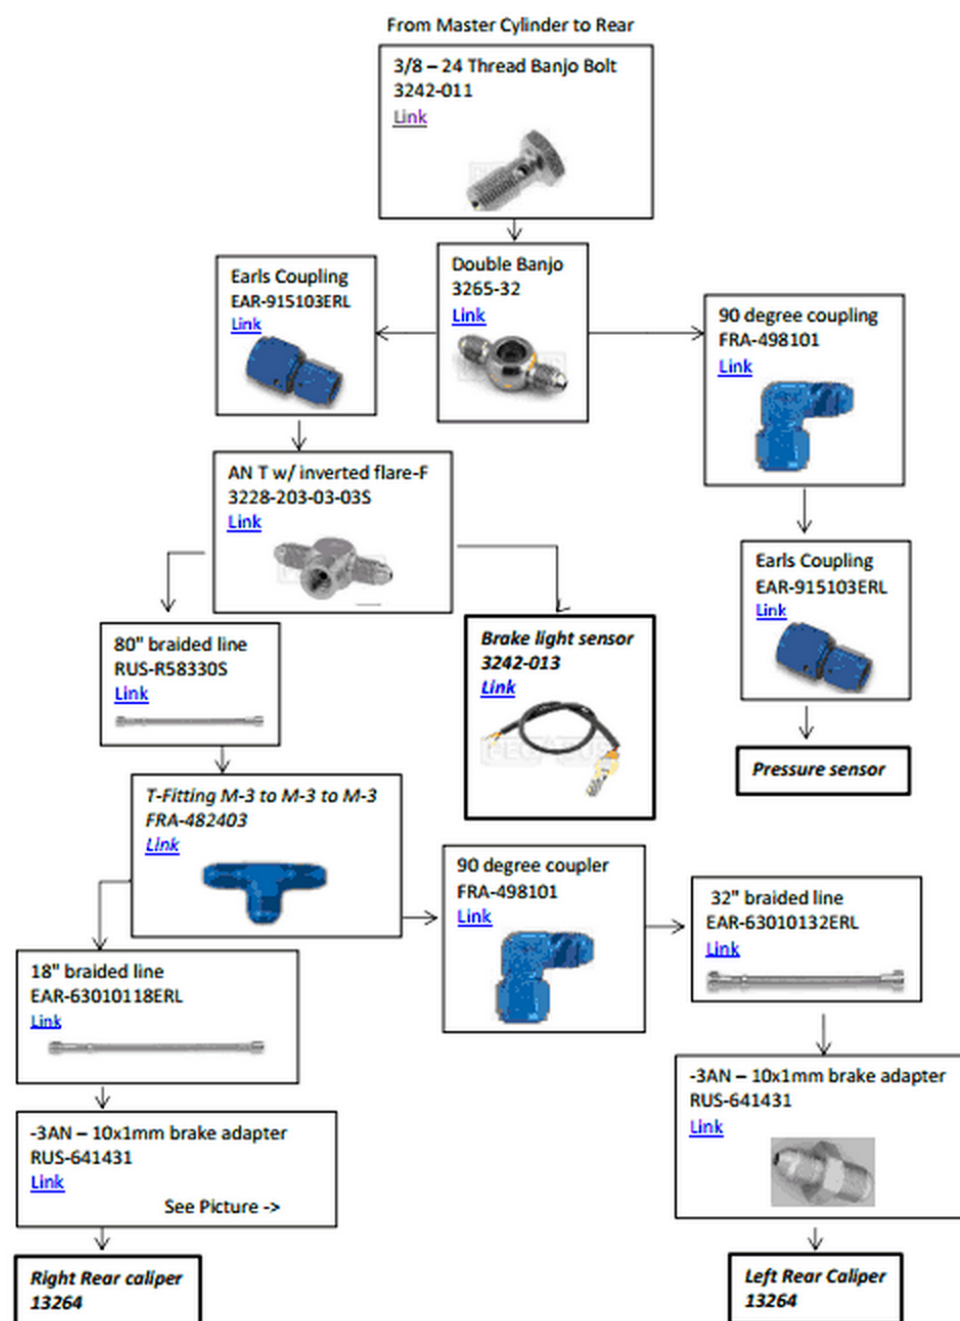 From Master Cylinder to Rear
3/8 – 24 Thread Banjo Bolt
3242-011
Link
Double Banjo
3265-32
Link
Earls Coupling
EAR-915103ERL
Link
90 degree coupling
FRA-498101
Link
AN T w/ inverted flare-F
3228-203-03-03S
Link
Earls Coupling
EAR-915103ERL
Link
80" braided line
RUS-R58330S
Link
Brake light sensor
3242-013
Link
Pressure sensor
T-Fitting M-3 to M-3 to M-3
FRA-482403
Link
90 degree coupler
FRA-498101
Link
32" braided line
EAR-63010132ERL
Link
18" braided line
EAR-63010118ERL
Link
-3AN – 10x1mm brake adapter
RUS-641431
Link
-3AN – 10x1mm brake adapter
RUS-641431
Link
See Picture ->
Right Rear caliper
13264
Left Rear Caliper
13264